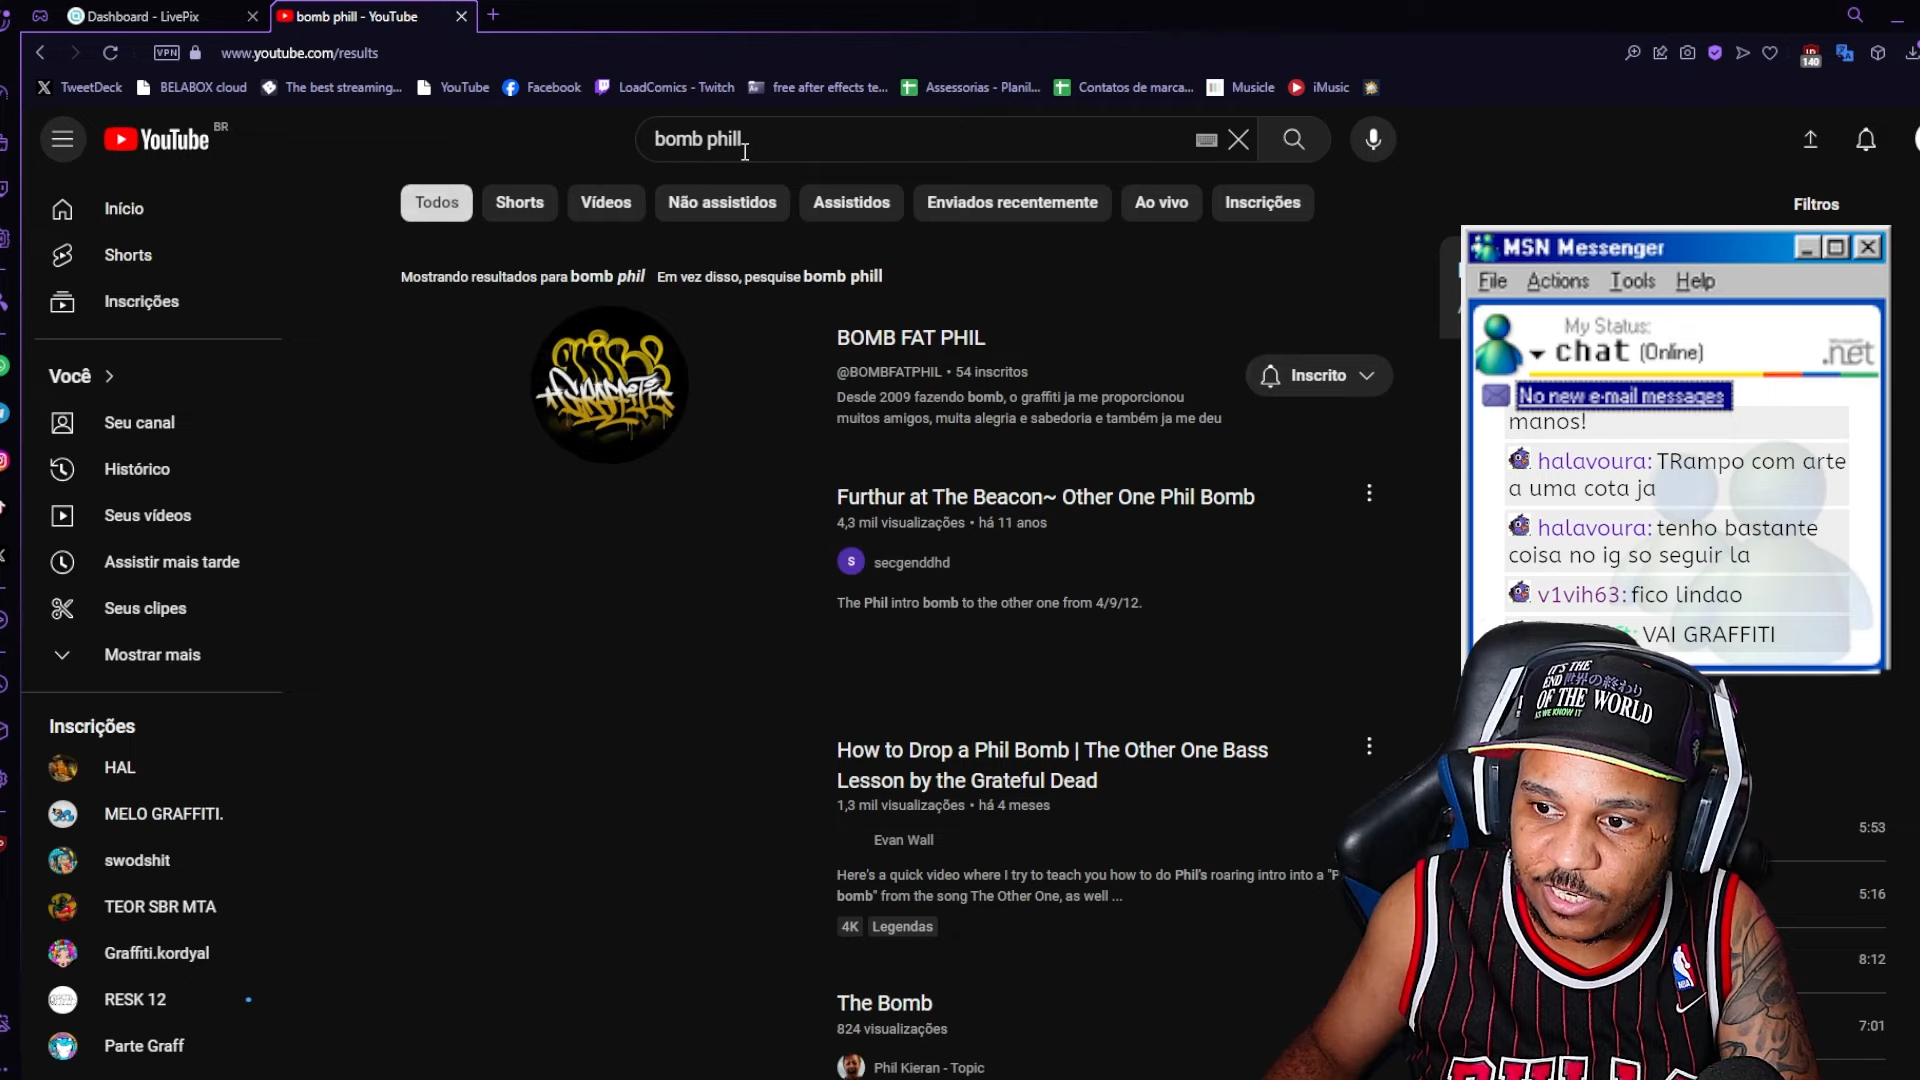 Dashboard - LivePix
bomb phill - YouTube
VPN
www.youtube.com/results
140
TweetDeck
BELABOX cloud
The best streaming...
YouTube
Facebook
LoadComics - Twitch
free after effects te...
Assessorias - Planil...
Contatos de marca...
Musicle
iMusic
YouTube
BR
bomb phill
Todos
Shorts
Vídeos
Não assistidos
Assistidos
Enviados recentemente
Ao vivo
Inscrições
Filtros
Início
Shorts
Inscrições
Você
Seu canal
Histórico
Seus vídeos
Assistir mais tarde
Seus clipes
Mostrar mais
Inscrições
HAL
MELO GRAFFITI.
swodshit
TEOR SBR MTA
Graffiti.kordyal
RESK 12
Parte Graff
Mostrando resultados para bomb phil Em vez disso, pesquise bomb phill
BOMB FAT PHIL
@BOMBFATPHIL • 54 inscritos
Desde 2009 fazendo bomb, o graffiti ja me proporcionou
muitos amigos, muita alegria e sabedoria e também ja me deu
Inscrito
Furthur at The Beacon~ Other One Phil Bomb
4,3 mil visualizações • há 11 anos
S
secgenddhd
The Phil intro bomb to the other one from 4/9/12.
How to Drop a Phil Bomb | The Other One Bass
Lesson by the Grateful Dead
1,3 mil visualizações • há 4 meses
Evan Wall
Here's a quick video where I try to teach you how to do Phil's roaring intro into a "P
bomb" from the song The Other One, as well ...
4K
Legendas
The Bomb
824 visualizações
Phil Kieran - Topic
MSN Messenger
File Actions Tools Help
My Status:
chat (Online)
.net
No new e-mail messages
manos!
halavoura: TRampo com arte
a uma cota ja
halavoura: tenho bastante
coisa no ig so seguir la
v1vih63: fico lindao
VAI GRAFFITI
IT'S THE
END 世界の終わり
OF THE WORLD
AS WE KNOW IT
5:53
5:16
8:12
7:01
NBA